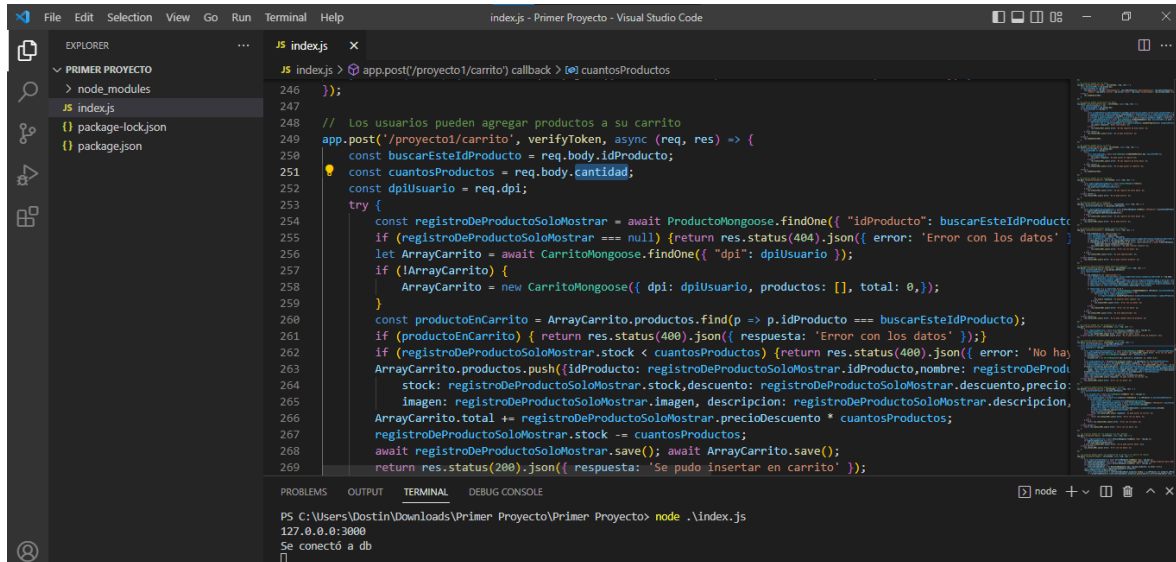 File Edit Selection View Go Run Terminal Help index.js - Primer Proyecto - Visual Studio Code
EXPLORER
PRIMER PROYECTO
node_modules
JS index.js
{} package-lock.json
{} package.json
JS index.js
JS index.js > app.post('/proyecto1/carrito') callback > cuantosProductos
246 });
247
248 // Los usuarios pueden agregar productos a su carrito
249 app.post('/proyecto1/carrito', verifyToken, async (req, res) => {
250 const buscarEsteIdProducto = req.body.idProducto;
251 const cuantosProductos = req.body.cantidad;
252 const dpiUsuario = req.dpi;
253 try {
254 const registroDeProductoSoloMostrar = await ProductoMongoose.findOne({ "idProducto": buscarEsteIdProducto
255 if (registroDeProductoSoloMostrar === null) {return res.status(404).json({ error: 'Error con los datos' }
256 let ArrayCarrito = await CarritoMongoose.findOne({ "dpi": dpiUsuario });
257 if (!ArrayCarrito) {
258 ArrayCarrito = new CarritoMongoose({ dpi: dpiUsuario, productos: [], total: 0,});
259 }
260 const productoEnCarrito = ArrayCarrito.productos.find(p => p.idProducto === buscarEsteIdProducto);
261 if (productoEnCarrito) { return res.status(400).json({ respuesta: 'Error con los datos' });}
262 if (registroDeProductoSoloMostrar.stock < cuantosProductos) {return res.status(400).json({ error: 'No hay
263 ArrayCarrito.productos.push({idProducto: registroDeProductoSoloMostrar.idProducto,nombre: registroDeProdu
264 stock: registroDeProductoSoloMostrar.stock,descuento: registroDeProductoSoloMostrar.descuento,precio:
265 imagen: registroDeProductoSoloMostrar.imagen, descripcion: registroDeProductoSoloMostrar.descripcion,
266 ArrayCarrito.total += registroDeProductoSoloMostrar.precioDescuento * cuantosProductos;
267 registroDeProductoSoloMostrar.stock -= cuantosProductos;
268 await registroDeProductoSoloMostrar.save(); await ArrayCarrito.save();
269 return res.status(200).json({ respuesta: 'Se pudo insertar en carrito' });
PROBLEMS OUTPUT TERMINAL DEBUG CONSOLE node
PS C:\Users\Dostin\Downloads\Primer Proyecto\Primer Proyecto> node .\index.js
127.0.0.0:3000
Se conectó a db